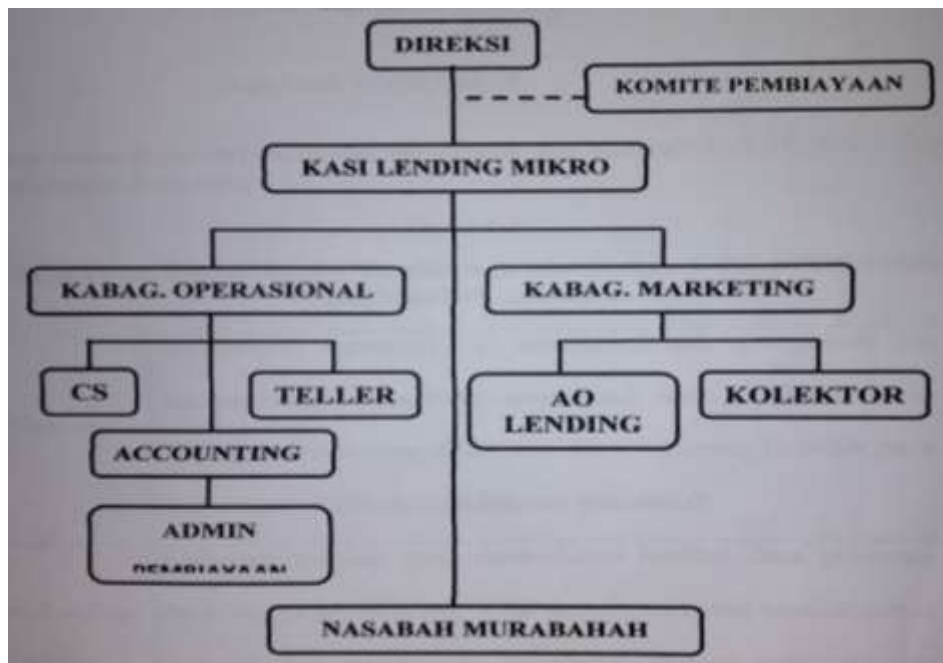 DIREKSI
KOMITE PEMBIAYAAN
KASI LENDING MIKRO
KABAG. OPERASIONAL
KABAG. MARKETING
CS
TELLER
AO
LENDING
KOLEKTOR
ACCOUNTING
ADMIN
PEMBIAYAAN
NASABAH MURABAHAH